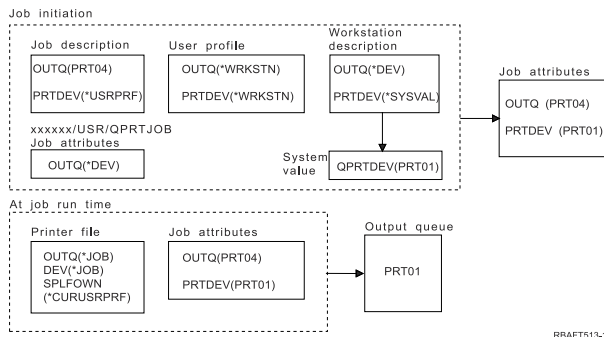 Job initiation
Job description
OUTQ(PRT04)
PRTDEV(*USRPRF)
User profile
OUTQ(*WRKSTN)
PRTDEV(*WRKSTN)
Workstation
description
OUTQ(*DEV)
PRTDEV(*SYSVAL)
Job attributes
OUTQ (PRT04)
PRTDEV (PRT01)
xxxxxx/USR/QPRTJOB
Job attributes
OUTQ(*DEV)
System
value
QPRTDEV(PRT01)
At job run time
Printer file
OUTQ(*JOB)
DEV(*JOB)
SPLFOWN
(*CURUSRPRF)
Job attributes
OUTQ(PRT04)
PRTDEV(PRT01)
Output queue
PRT01